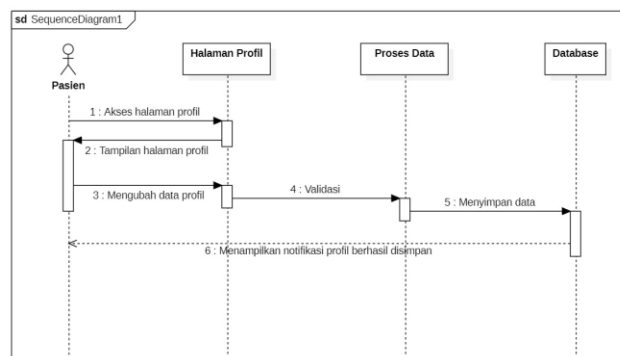 sd SequenceDiagram1
Halaman Profil
Proses Data
Database
Pasien
1 : Akses halaman profil
2 : Tampilan halaman profil
3 : Mengubah data profil
4 : Validasi
5 : Menyimpan data
6 : Menampilkan notifikasi profil berhasil disimpan